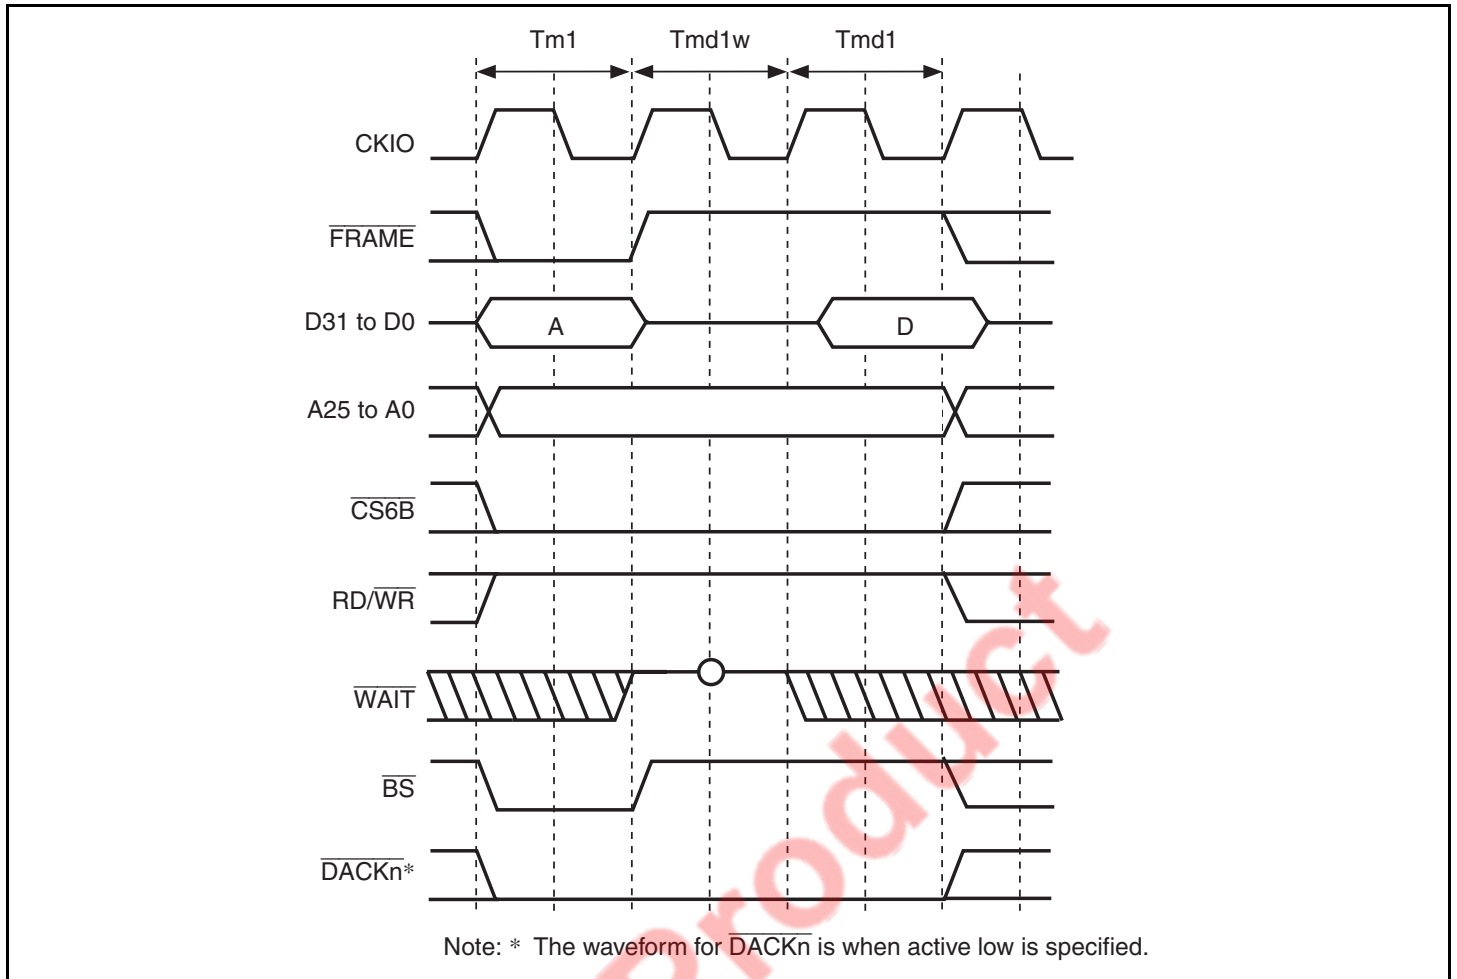 Tm1 Tmd1w Tmd1
CKIO
FRAME
D31 to D0 A D
A25 to A0
CS6B
RD/WR
WAIT
BS
DACKn*
Note: * The waveform for DACKn is when active low is specified.
Product